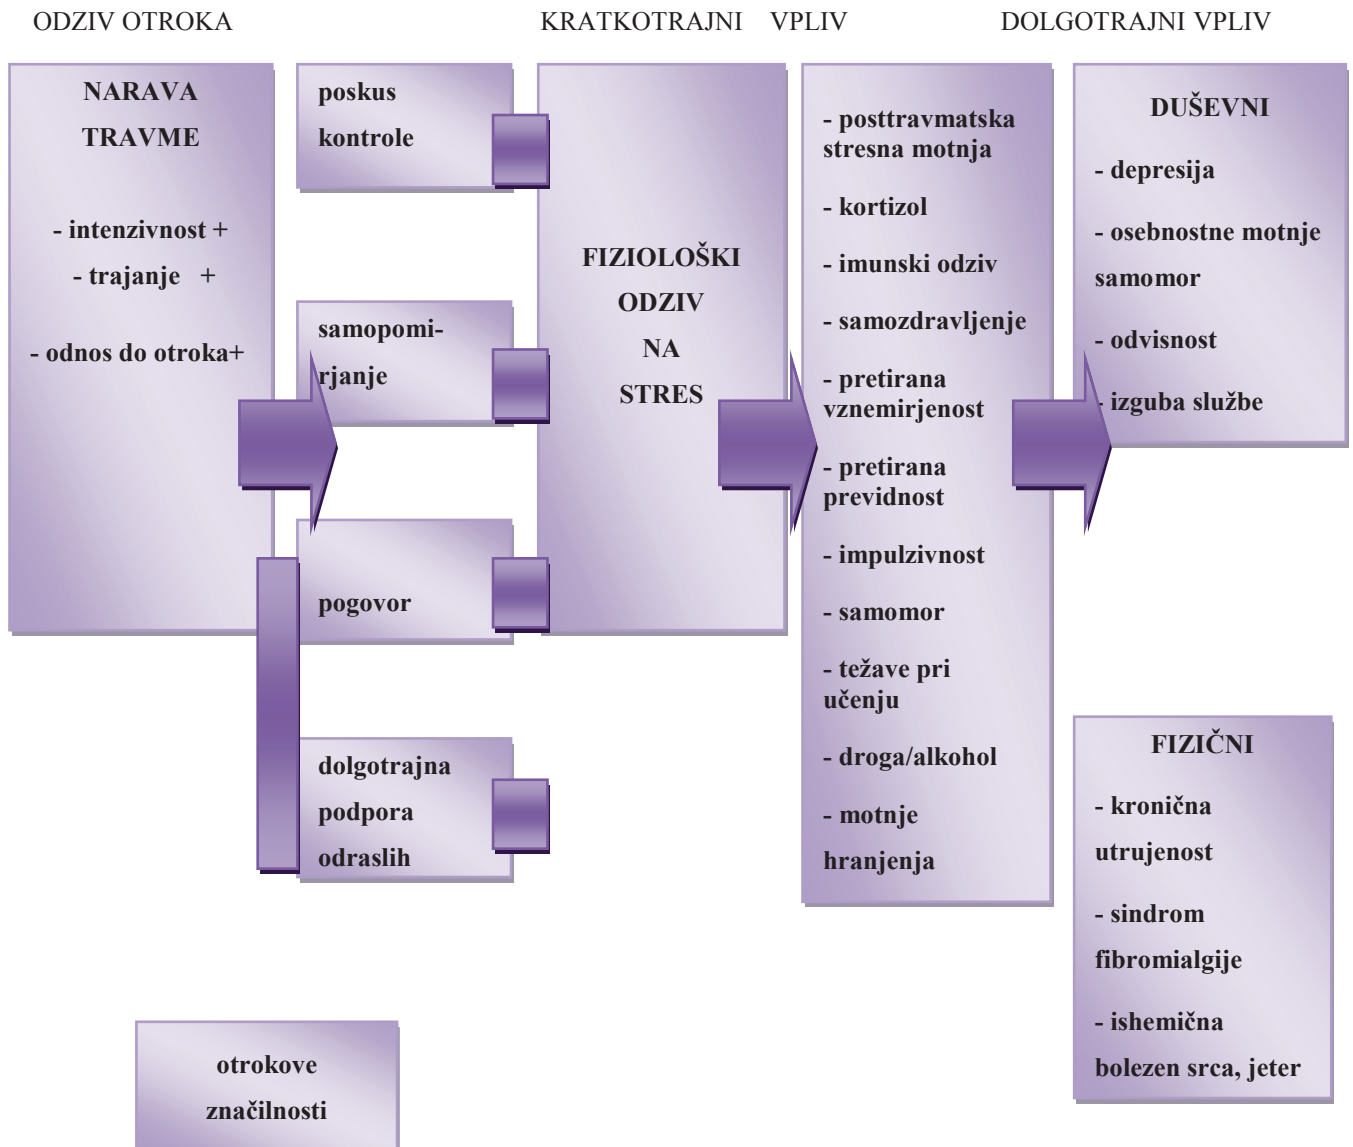 ODZIV OTROKA
KRATKOTRAJNI VPLIV
DOLGOTRAJNI VPLIV
NARAVA
TRAVME
- intenzivnost +
- trajanje +
- odnos do otroka+
poskus
kontrole
samopomi-
rjanje
pogovor
dolgotrajna
podpora
odraslih
otrokove
značilnosti
FIZIOLOŠKI
ODZIV
NA
STRES
- posttravmatska
stresna motnja
- kortizol
- imunski odziv
- samozdravljenje
- pretirana
vznemirjenost
- pretirana
previdnost
- impulzivnost
- samomor
- težave pri
učenju
- droga/alkohol
- motnje
hranjenja
DUŠEVNI
- depresija
- osebnostne motnje
samomor
- odvisnost
- izguba službe
FIZIČNI
- kronična
utrujenost
- sindrom
fibromialgije
- ishemična
bolezen srca, jeter